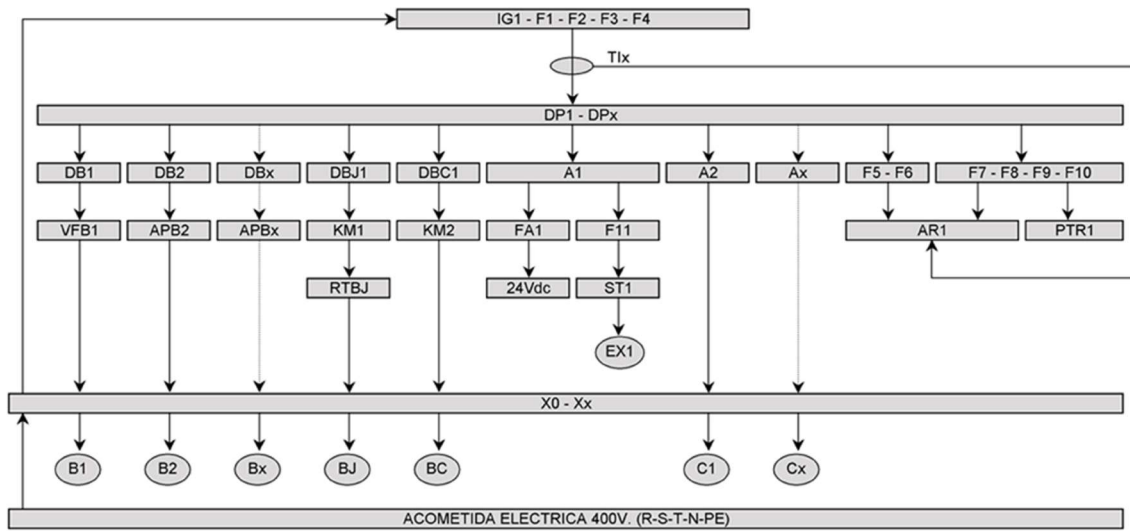 IG1 - F1 - F2 - F3 - F4
TIx
DP1 - DPx
DB1 DB2 DBx DBJ1 DBC1 A1 A2 Ax F5 - F6 F7 - F8 - F9 - F10
VFB1 APB2 APBx KM1 KM2 FA1 F11 AR1 PTR1
RTBJ 24Vdc ST1
EX1
X0 - Xx
B1 B2 Bx BJ BC C1 Cx
ACOMETIDA ELECTRICA 400V. (R-S-T-N-PE)